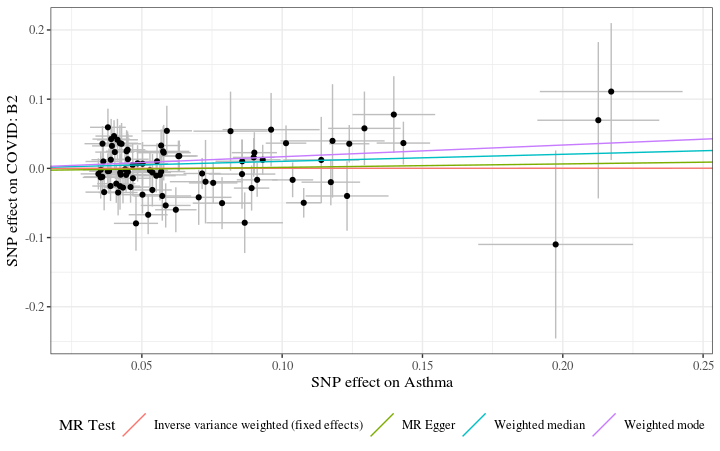 0.2
0.1
0.0
-0.1
-0.2
SNP effect on COVID: B2
0.05 0.10 0.15 0.20 0.25
SNP effect on Asthma
MR Test Inverse variance weighted (fixed effects) MR Egger Weighted median Weighted mode